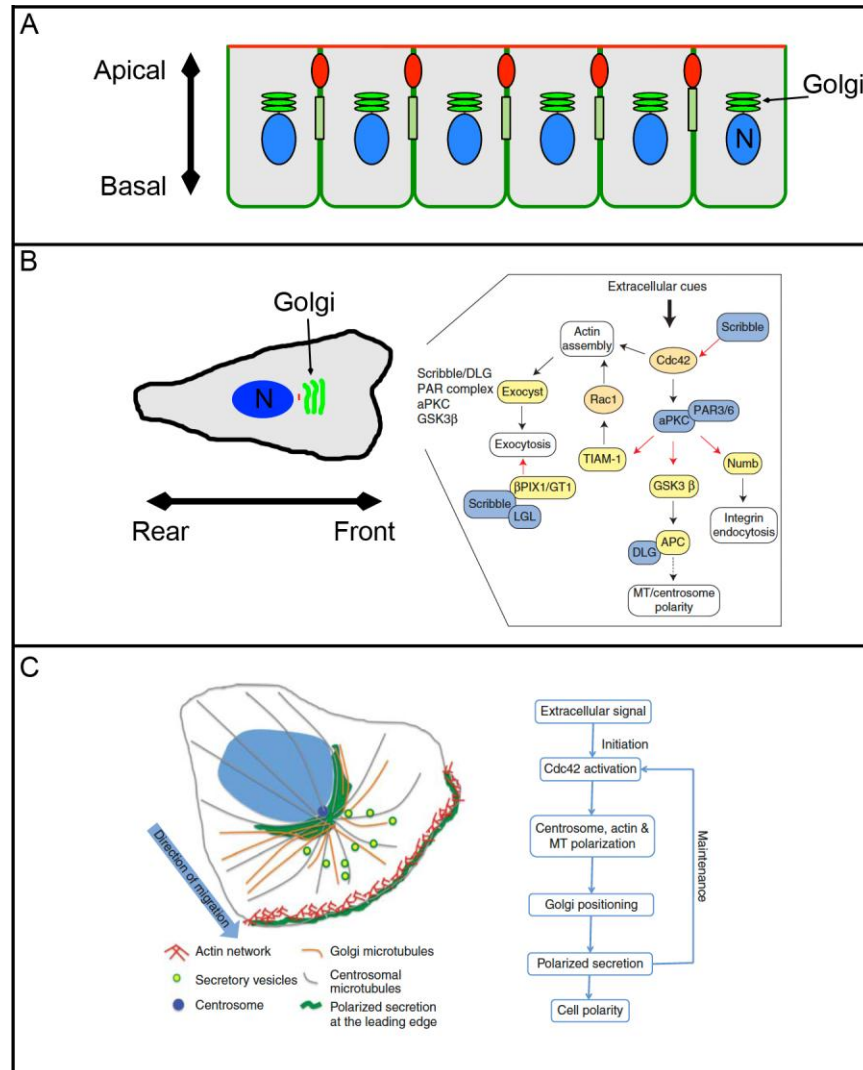 A
Apical
Basal
Golgi
N
B
Golgi
N
Rear
Front
Scribble/DLG
PAR complex
aPKC
GSK3β
Extracellular cues
Scribble
Actin
assembly
Cdc42
Exocyst
Rac1
aPKC
PAR3/6
Exocytosis
TIAM-1
Numb
βPIX1/GT1
GSK3 β
Scribble
LGL
Integrin
endocytosis
DLG
APC
MT/centrosome
polarity
C
Direction of migration
Actin network
Secretory vesicles
Centrosome
Golgi microtubules
Centrosomal
microtubules
Polarized secretion
at the leading edge
Extracellular signal
Initiation
Cdc42 activation
Centrosome, actin &
MT polarization
Maintenance
Golgi positioning
Polarized secretion
Cell polarity